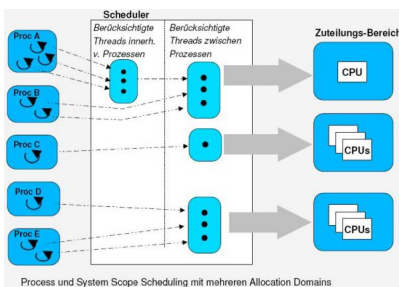 Scheduler
Berücksichtigte
Threads innerh.
v. Prozessen
Berücksichtigte
Threads zwischen
Prozessen
Zuteilungs-Bereich
Proc A
Proc B
Proc C
Proc D
Proc E
CPU
CPUs
CPUs
Process und System Scope Scheduling mit mehreren Allocation Domains